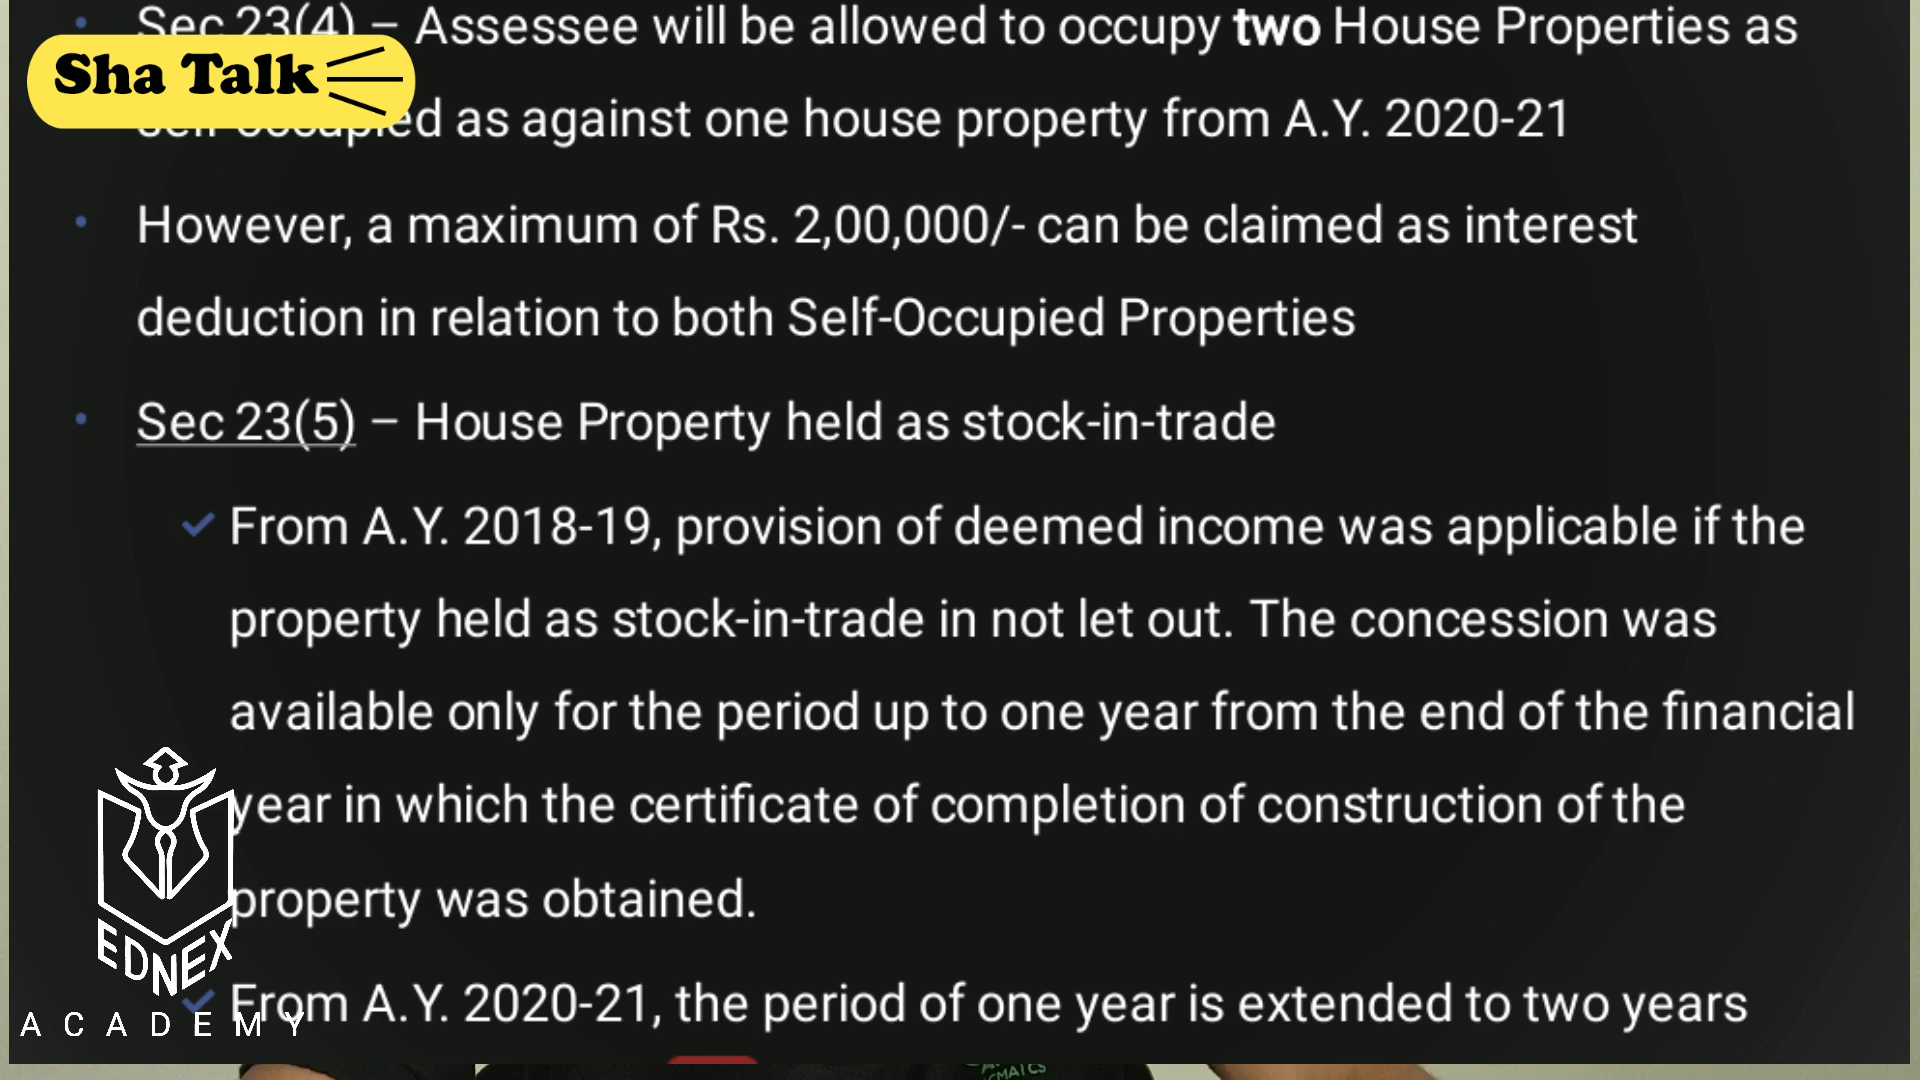 Sec 23(4) – Assessee will be allowed to occupy two House Properties as
Sha Talk
self-occupied as against one house property from A.Y. 2020-21
However, a maximum of Rs. 2,00,000/- can be claimed as interest
deduction in relation to both Self-Occupied Properties
Sec 23(5) – House Property held as stock-in-trade
From A.Y. 2018-19, provision of deemed income was applicable if the
property held as stock-in-trade in not let out. The concession was
available only for the period up to one year from the end of the financial
year in which the certificate of completion of construction of the
property was obtained.
EDNEX
From A.Y. 2020-21, the period of one year is extended to two years
ACADEMY